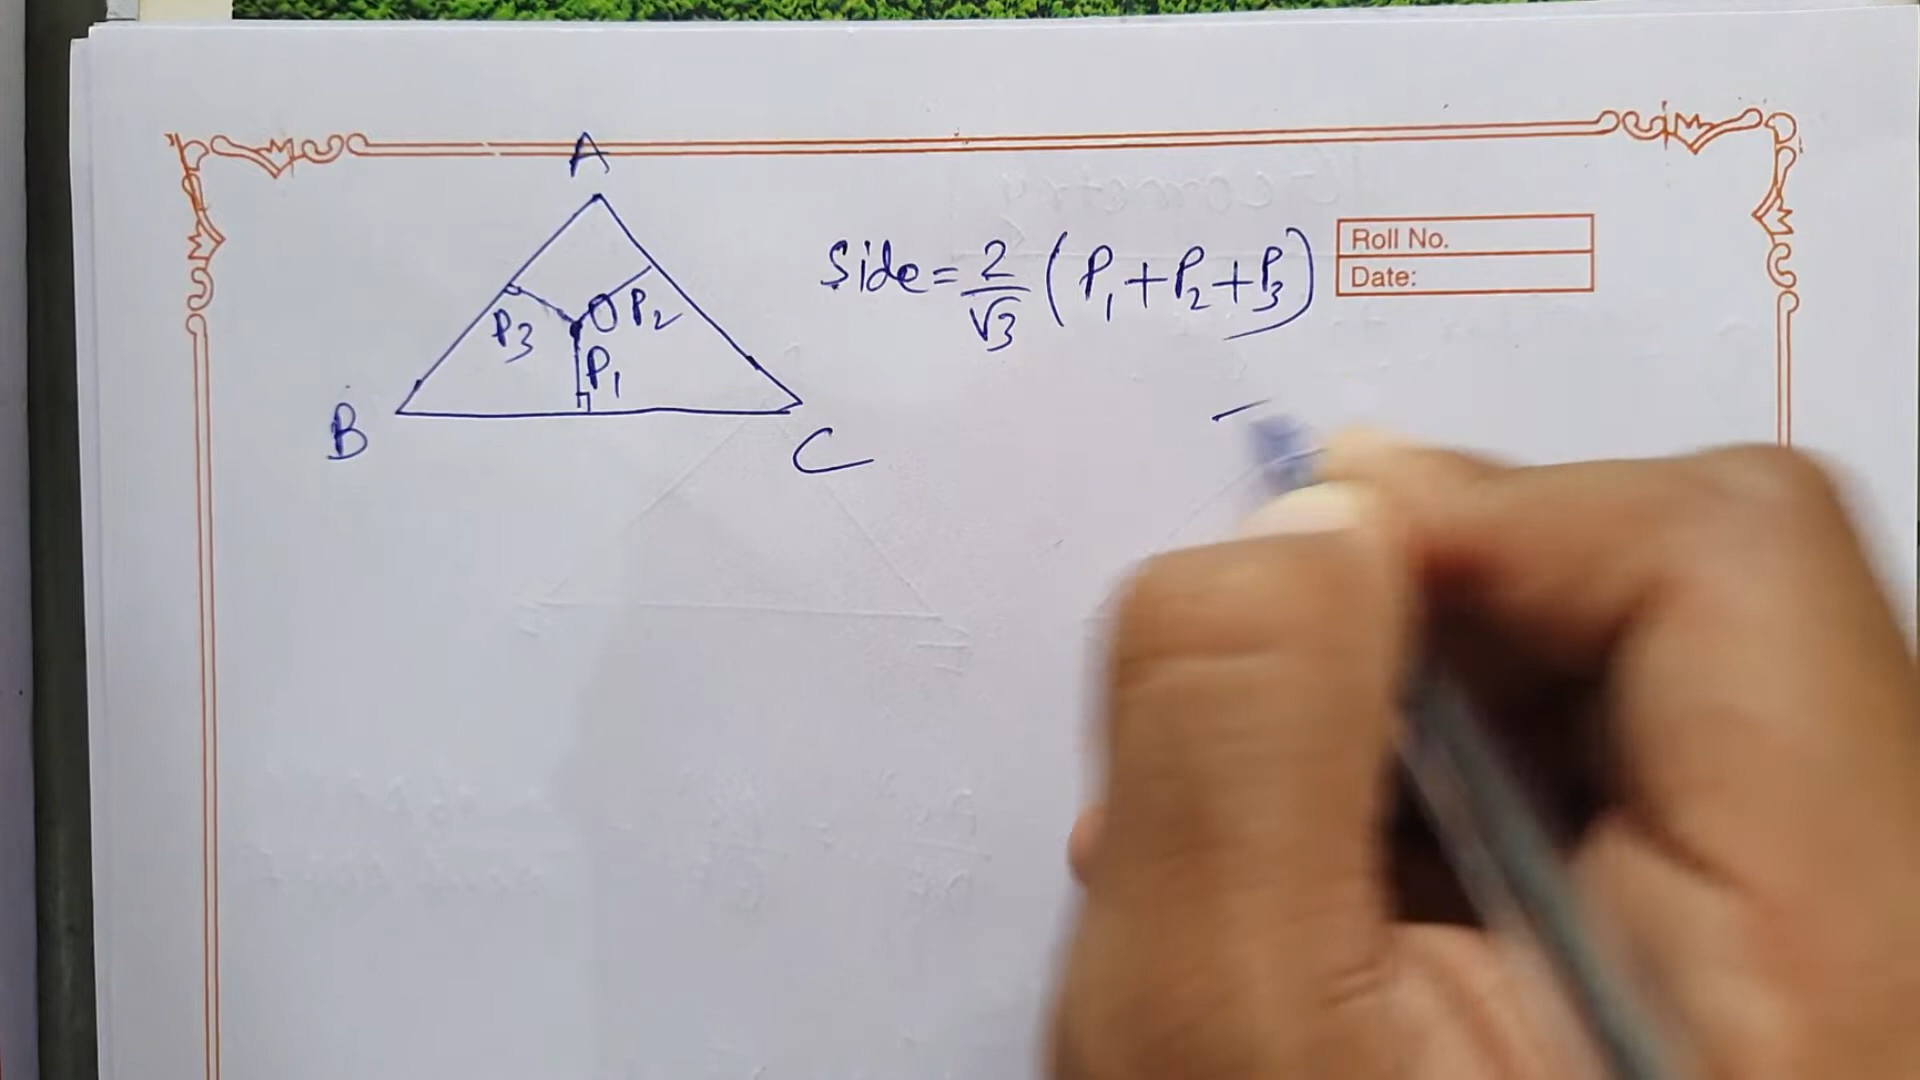 A
Side = 2/√3 (P₁+P₂+P₃)
Roll No.
Date:
P₃ O P₂
P₁
B
C